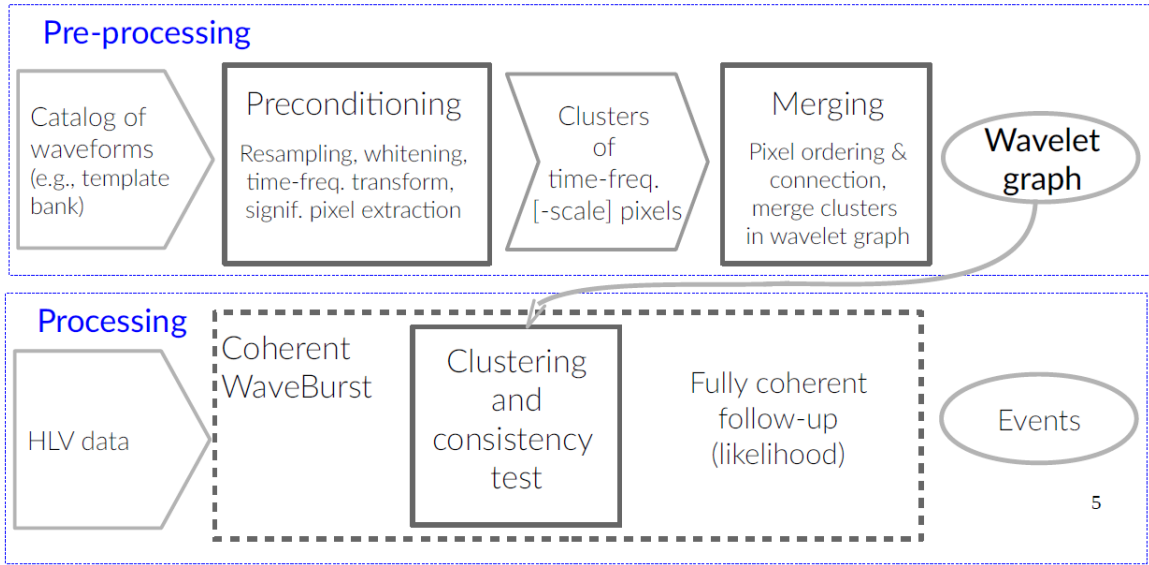 Pre-processing
Catalog of
waveforms
(e.g., template
bank)
Preconditioning
Resampling, whitening,
time-freq. transform,
signif. pixel extraction
Clusters
of
time-freq.
[-scale] pixels
Merging
Pixel ordering &
connection,
merge clusters
in wavelet graph
Wavelet
graph
Processing
HLV data
Coherent
WaveBurst
Clustering
and
consistency
test
Fully coherent
follow-up
(likelihood)
Events
5